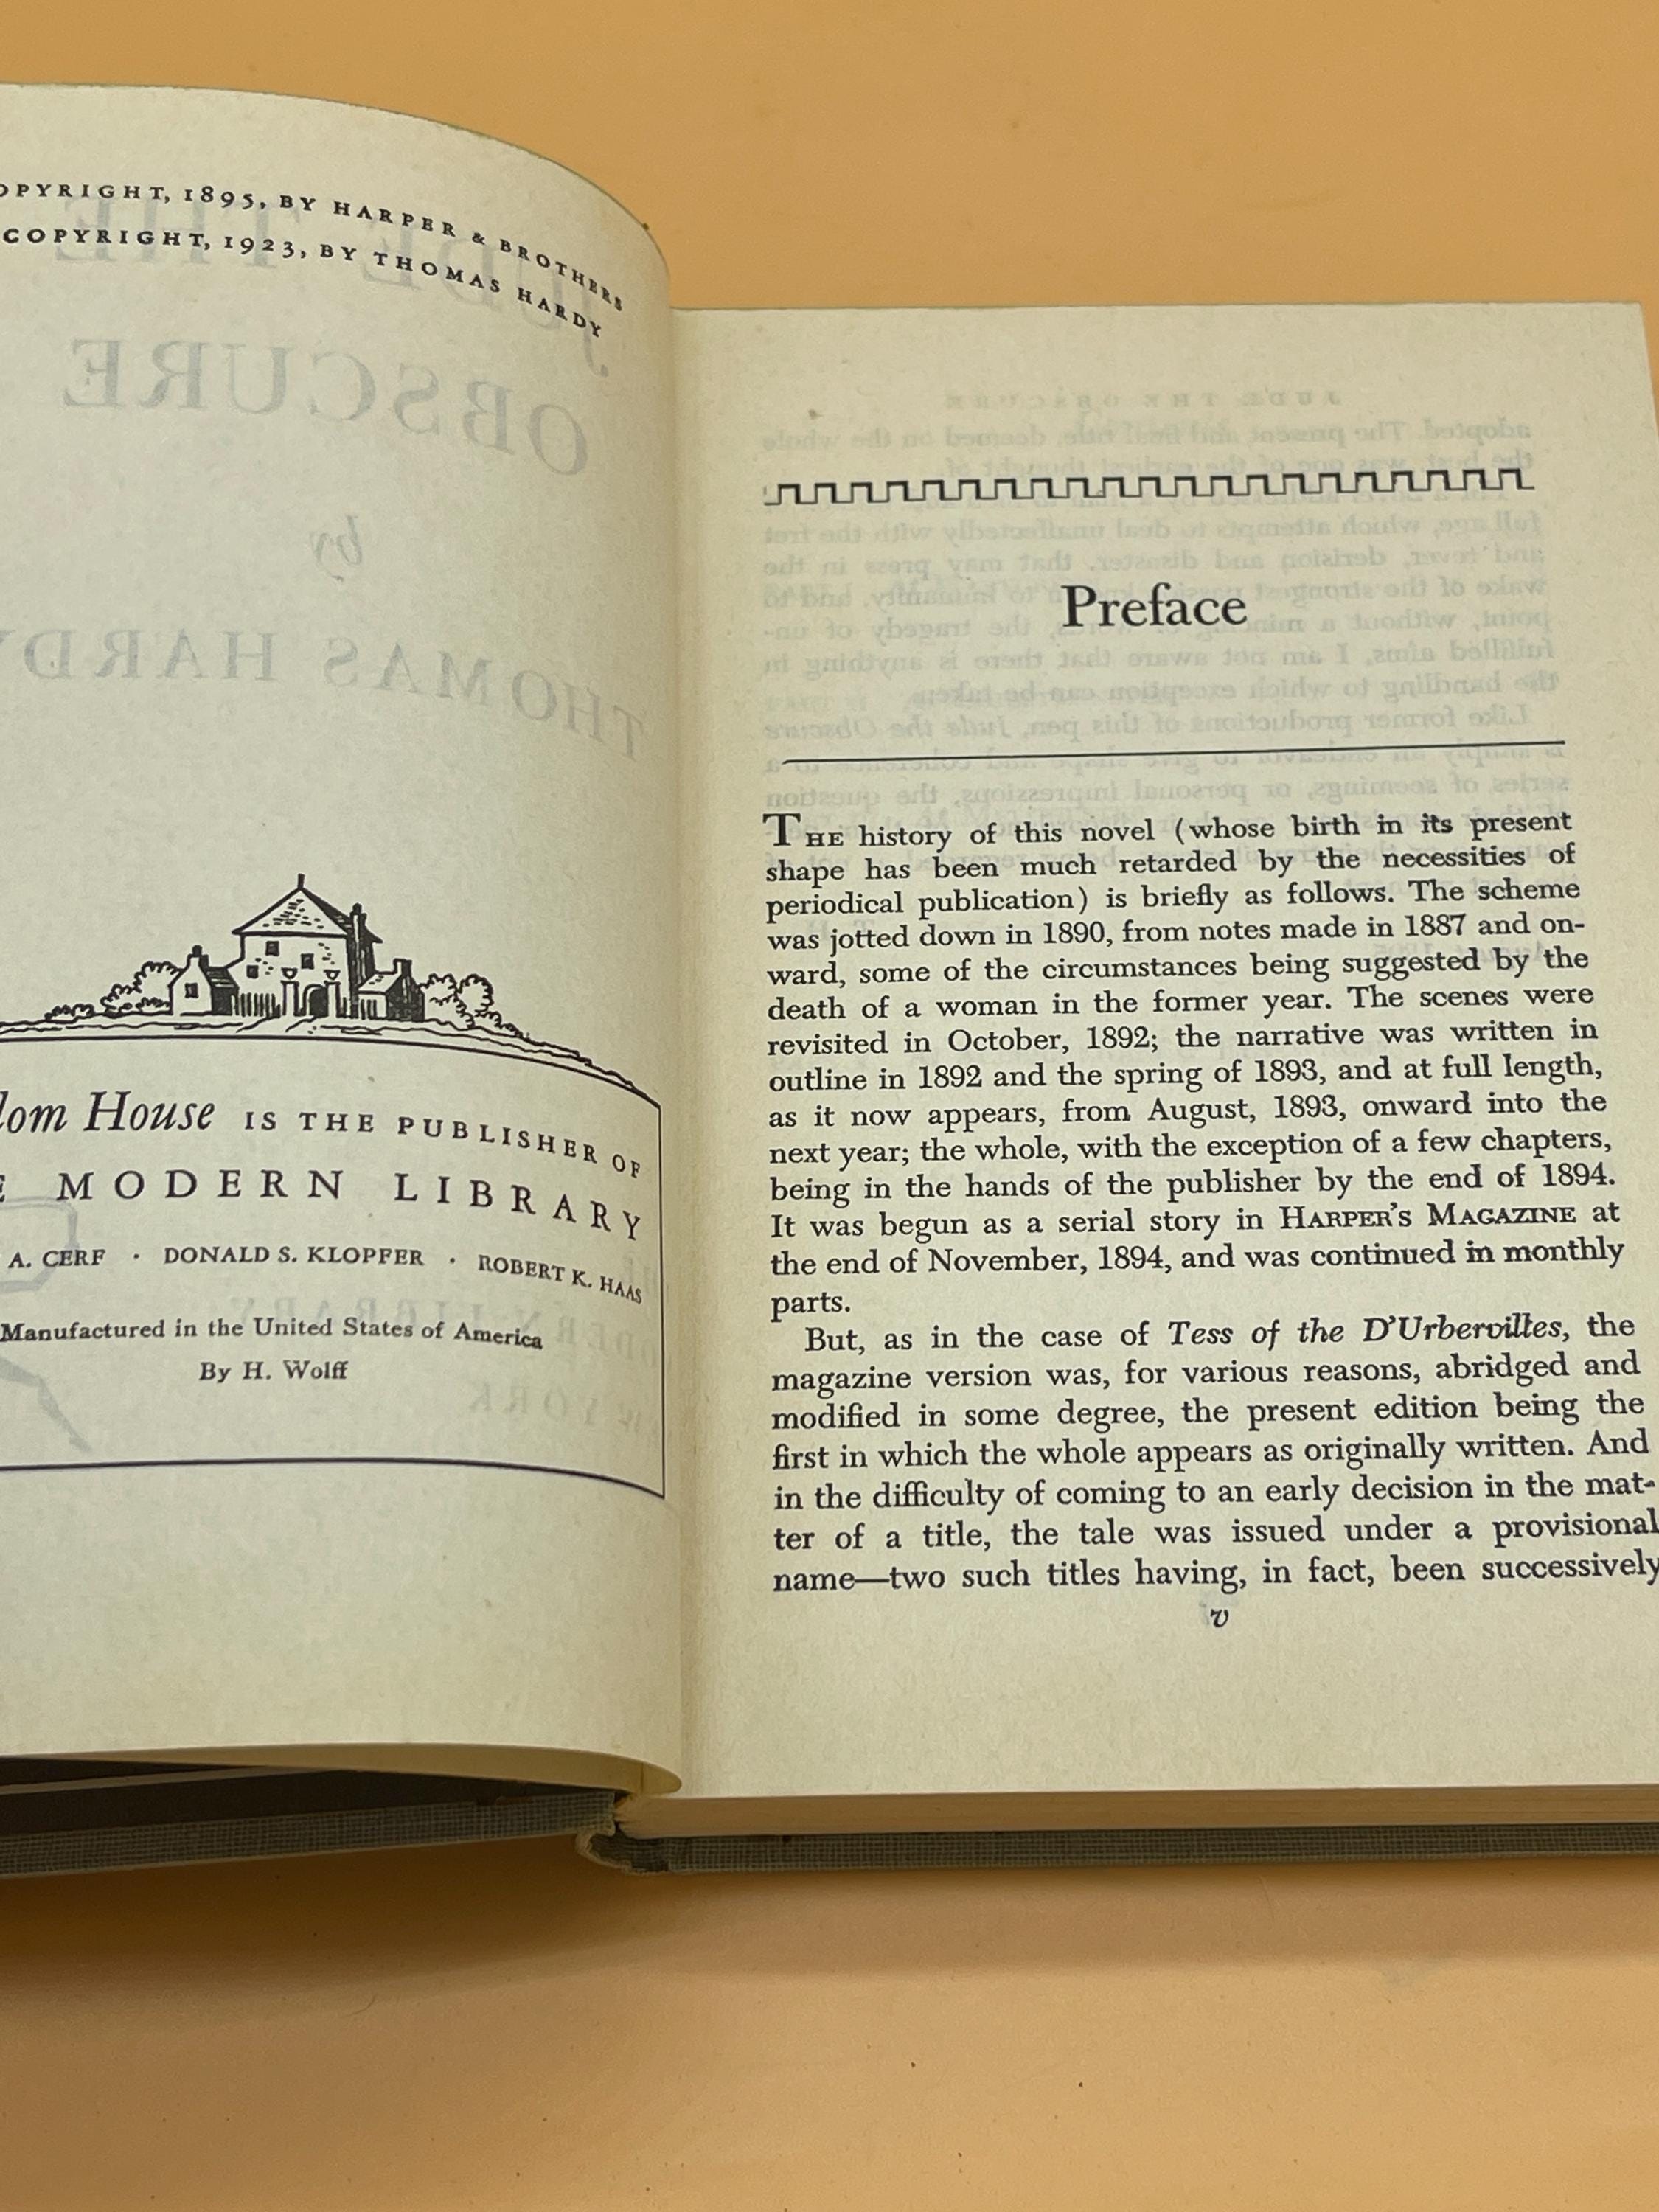 COPYRIGHT, 1895, BY HARPER & BROTHERS
COPYRIGHT, 1923, BY THOMAS HARDY
House IS THE PUBLISHER OF
MODERN LIBRARY
A. CERF · DONALD S. KLOPFER · ROBERT K. HAAS
Manufactured in the United States of America
By H. Wolff
Preface
THE history of this novel (whose birth in its present
shape has been much retarded by the necessities of
periodical publication) is briefly as follows. The scheme
was jotted down in 1890, from notes made in 1887 and on-
ward, some of the circumstances being suggested by the
death of a woman in the former year. The scenes were
revisited in October, 1892; the narrative was written in
outline in 1892 and the spring of 1893, and at full length,
as it now appears, from August, 1893, onward into the
next year; the whole, with the exception of a few chapters,
being in the hands of the publisher by the end of 1894.
It was begun as a serial story in HARPER'S MAGAZINE at
the end of November, 1894, and was continued in monthly
parts.
But, as in the case of Tess of the D'Urbervilles, the
magazine version was, for various reasons, abridged and
modified in some degree, the present edition being the
first in which the whole appears as originally written. And
in the difficulty of coming to an early decision in the mat-
ter of a title, the tale was issued under a provisional
name—two such titles having, in fact, been successively
v